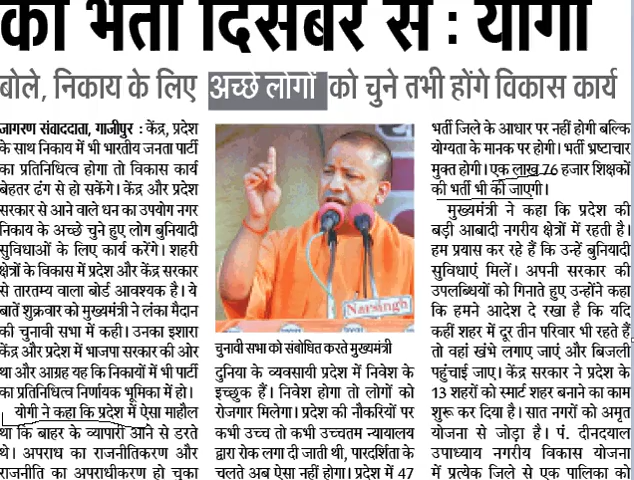 की भर्ती दिसंबर से : योगी
बोले, निकाय के लिए अच्छे लोगों को चुने तभी होंगे विकास कार्य
जागरण संवाददाता, गाजीपुर : केंद्र, प्रदेश
के साथ निकाय में भी भारतीय जनता पार्टी
का प्रतिनिधित्व होगा तो विकास कार्य
बेहतर ढंग से हो सकेंगे। केंद्र और प्रदेश
सरकार से आने वाले धन का उपयोग नगर
निकाय के अच्छे चुने हुए लोग बुनियादी
सुविधाओं के लिए कार्य करेंगे। शहरी
क्षेत्रों के विकास में प्रदेश और केंद्र सरकार
से तारतम्य वाला बोर्ड आवश्यक है। ये
बातें शुक्रवार को मुख्यमंत्री ने लंका मैदान
की चुनावी सभा में कही। उनका इशारा
केंद्र और प्रदेश में भाजपा सरकार की ओर
था और आग्रह यह कि निकायों में भी पार्टी
का प्रतिनिधित्व निर्णायक भूमिका में हो।
योगी ने कहा कि प्रदेश में ऐसा माहौल
था कि बाहर के व्यापारी आने से डरते
थे। अपराध का राजनीतिकरण और
राजनीति का अपराधीकरण हो चुका
Narsingh
चुनावी सभा को संबोधित करते मुख्यमंत्री
दुनिया के व्यवसायी प्रदेश में निवेश के
इच्छुक हैं। निवेश होगा तो लोगों को
रोजगार मिलेगा। प्रदेश की नौकरियों पर
कभी उच्च तो कभी उच्चतम न्यायालय
द्वारा रोक लगा दी जाती थी, पारदर्शिता के
चलते अब ऐसा नहीं होगा। प्रदेश में 47
भर्ती जिले के आधार पर नहीं होगी बल्कि
योग्यता के मानक पर होगी। भर्ती भ्रष्टाचार
मुक्त होगी। एक लाख 76 हजार शिक्षकों
की भर्ती भी की जाएगी।
मुख्यमंत्री ने कहा कि प्रदेश की
बड़ी आबादी नगरीय क्षेत्रों में रहती है।
हम प्रयास कर रहे हैं कि उन्हें बुनियादी
सुविधाएं मिलें। अपनी सरकार की
उपलब्धियों को गिनाते हुए उन्होंने कहा
कि हमने आदेश दे रखा है कि यदि
कहीं शहर में दूर तीन परिवार भी रहते हैं
तो वहां खंभे लगाए जाएं और बिजली
पहुंचाई जाए। केंद्र सरकार ने प्रदेश के
13 शहरों को स्मार्ट शहर बनाने का काम
शुरू कर दिया है। सात नगरों को अमृत
योजना से जोड़ा है। पं. दीनदयाल
उपाध्याय नगरीय विकास योजना
में प्रत्येक जिले से एक पालिका को